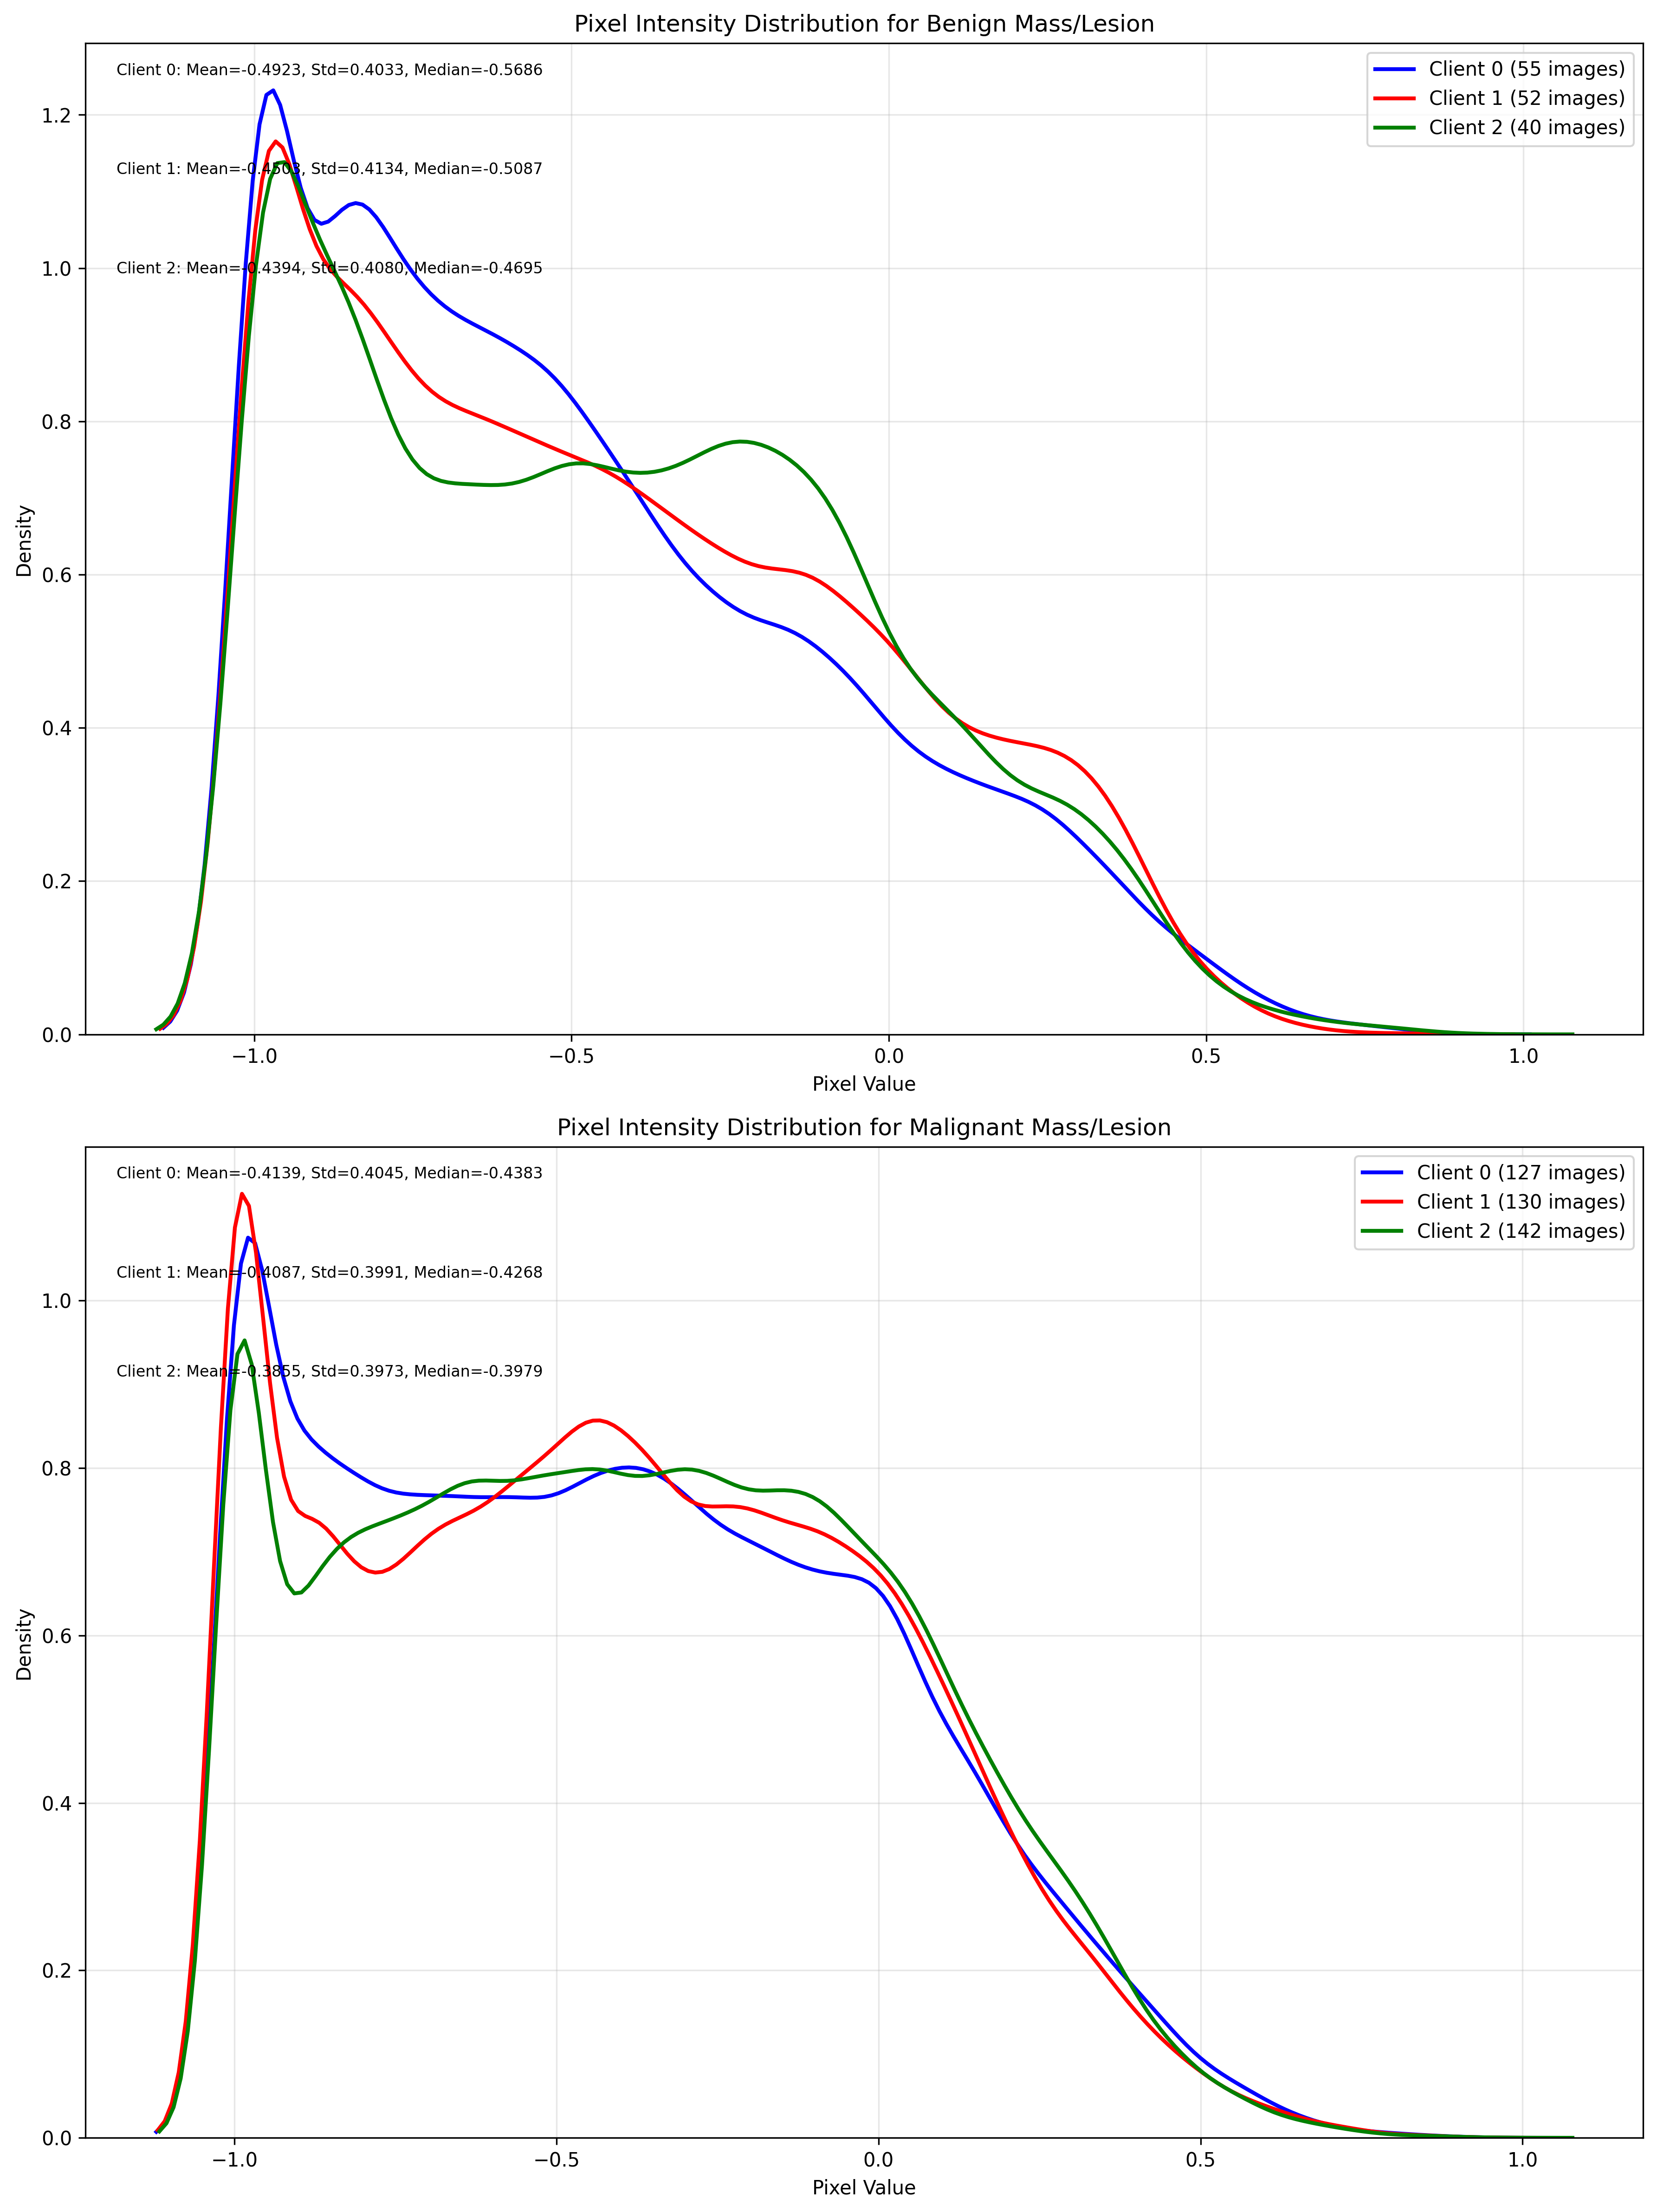 Pixel Intensity Distribution for Benign Mass/Lesion
Client 0: Mean=-0.4923, Std=0.4033, Median=-0.5686
Client 1: Mean=-0.4503, Std=0.4134, Median=-0.5087
Client 2: Mean=-0.4394, Std=0.4080, Median=-0.4695
Client 0 (55 images)
Client 1 (52 images)
Client 2 (40 images)
Density
1.2
1.0
0.8
0.6
0.4
0.2
0.0
−1.0 −0.5 0.0 0.5 1.0
Pixel Value
Pixel Intensity Distribution for Malignant Mass/Lesion
Client 0: Mean=-0.4139, Std=0.4045, Median=-0.4383
Client 1: Mean=-0.4087, Std=0.3991, Median=-0.4268
Client 2: Mean=-0.3855, Std=0.3973, Median=-0.3979
Client 0 (127 images)
Client 1 (130 images)
Client 2 (142 images)
Density
1.0
0.8
0.6
0.4
0.2
0.0
−1.0 −0.5 0.0 0.5 1.0
Pixel Value